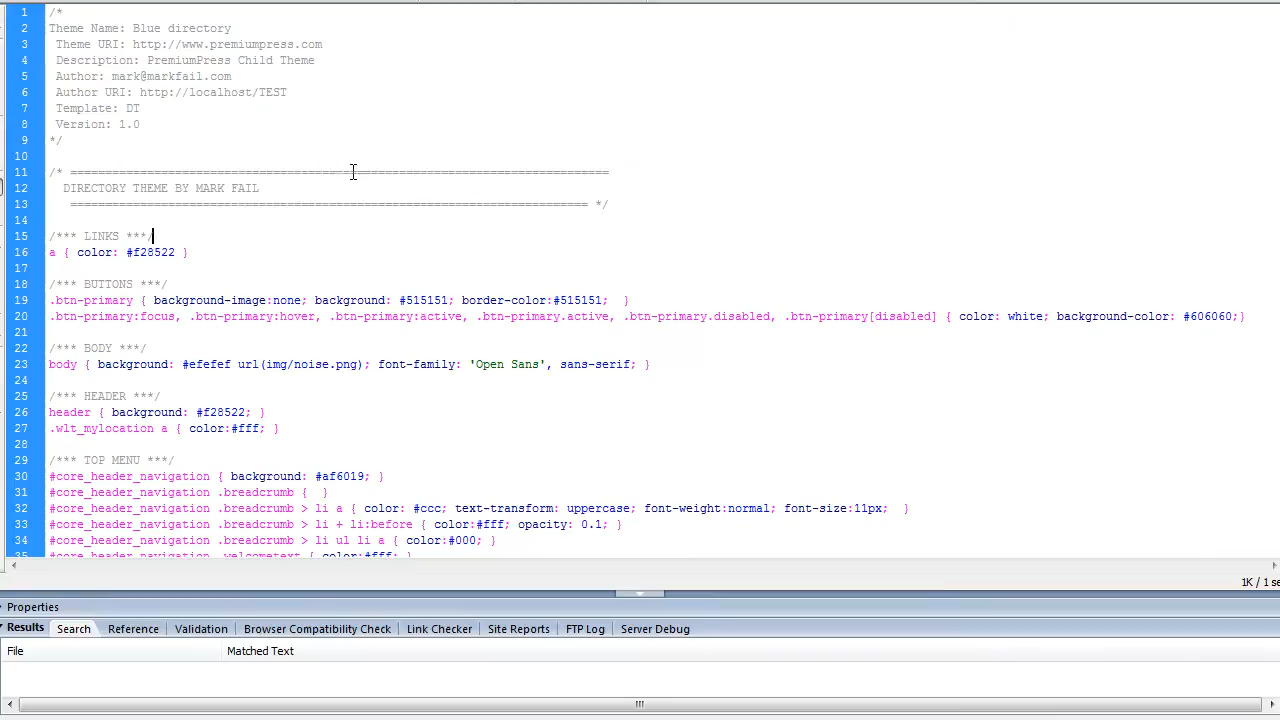 1 /*
2 Theme Name: Blue directory
3 Theme URI: http://www.premiumpress.com
4 Description: PremiumPress Child Theme
5 Author: mark@markfail.com
6 Author URI: http://localhost/TEST
7 Template: DT
8 Version: 1.0
9 */
10
11 /* =============================================================================
12 DIRECTORY THEME BY MARK FAIL
13 ========================================================================== */
14
15 /*** LINKS ***/
16 a { color: #f28522 }
17
18 /*** BUTTONS ***/
19 .btn-primary { background-image:none; background: #515151; border-color:#515151; }
20 .btn-primary:focus, .btn-primary:hover, .btn-primary:active, .btn-primary.active, .btn-primary.disabled, .btn-primary[disabled] { color: white; background-color: #606060;}
21
22 /*** BODY ***/
23 body { background: #efefef url(img/noise.png); font-family: 'Open Sans', sans-serif; }
24
25 /*** HEADER ***/
26 header { background: #f28522; }
27 .wlt_mylocation a { color:#fff; }
28
29 /*** TOP MENU ***/
30 #core_header_navigation { background: #af6019; }
31 #core_header_navigation .breadcrumb { }
32 #core_header_navigation .breadcrumb > li a { color: #ccc; text-transform: uppercase; font-weight:normal; font-size:11px; }
33 #core_header_navigation .breadcrumb > li + li:before { color:#fff; opacity: 0.1; }
34 #core_header_navigation .breadcrumb > li ul li a { color:#000; }
35 #core_header_navigation .welcometext { color:#fff; }
1K / 1 se
Properties
Results Search Reference Validation Browser Compatibility Check Link Checker Site Reports FTP Log Server Debug
File Matched Text